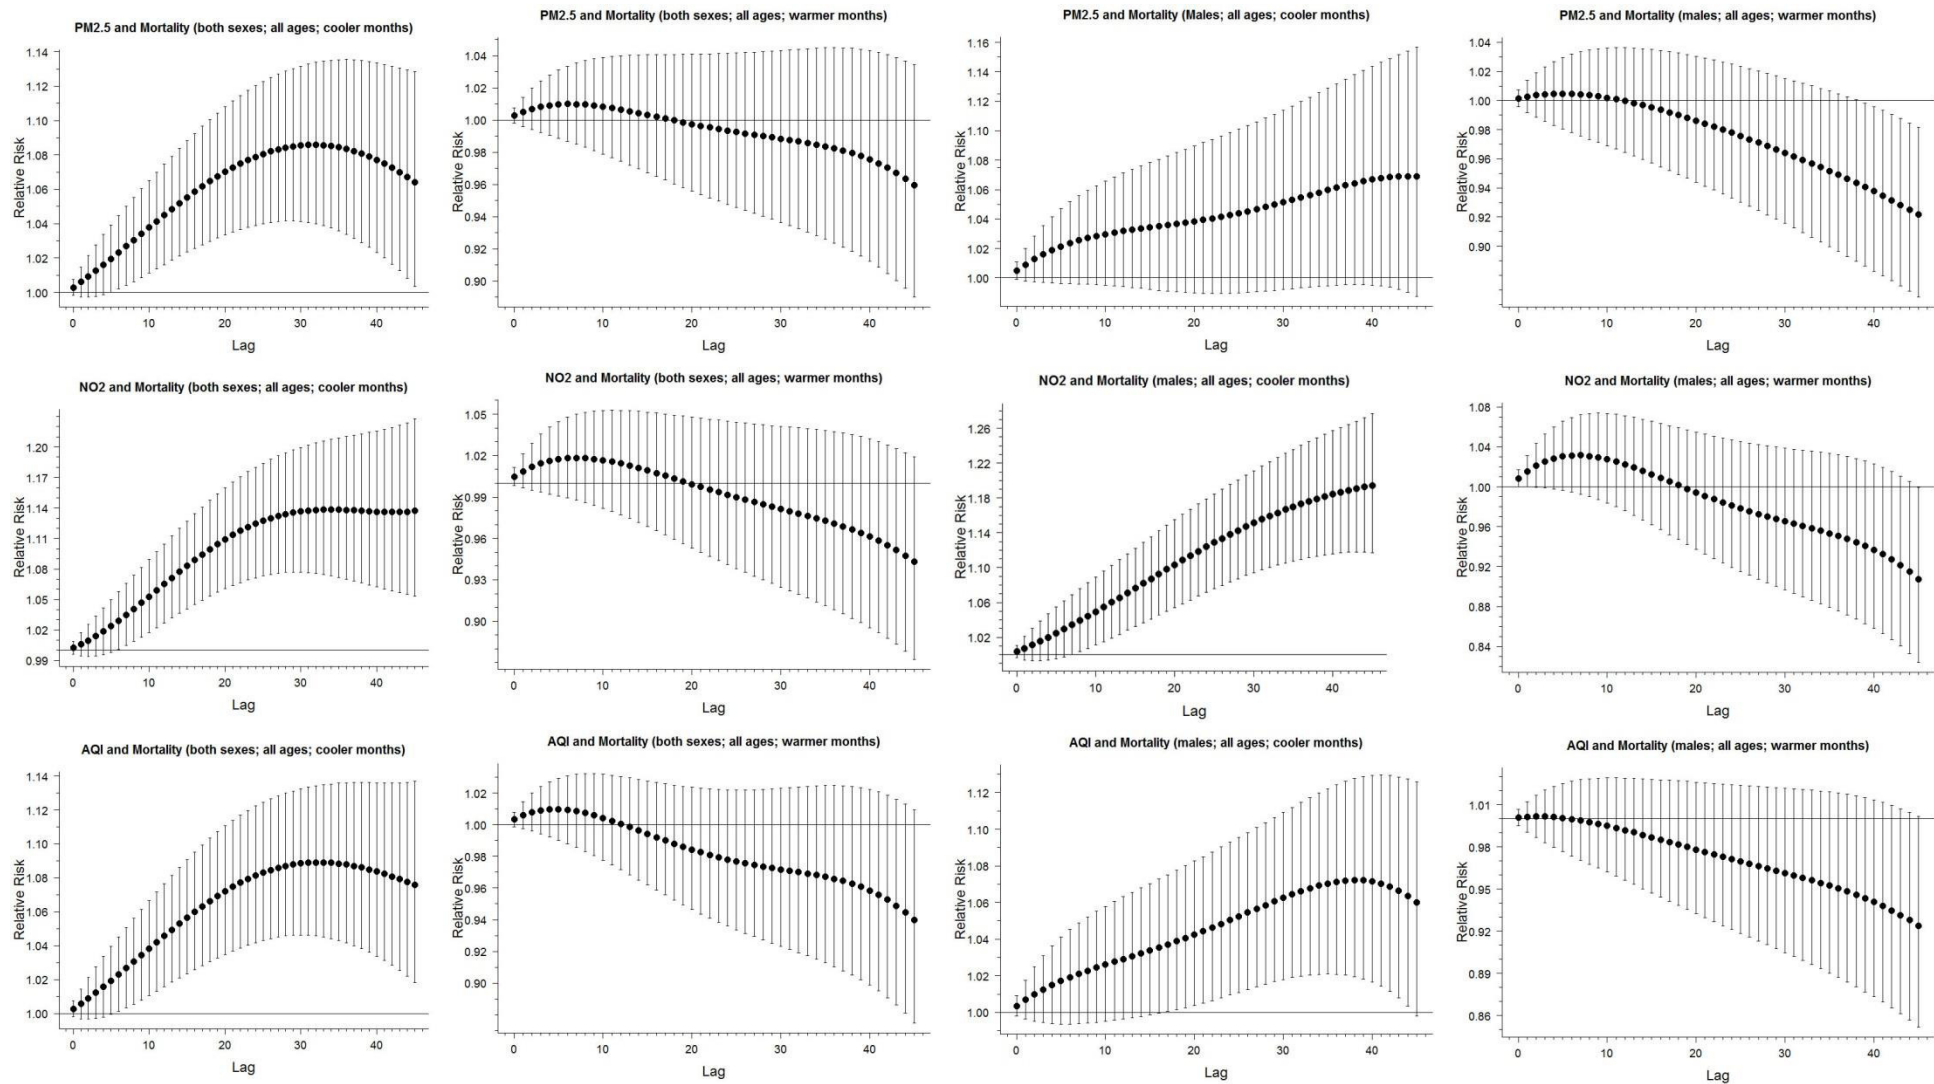 PM2.5 and Mortality (both sexes; all ages; cooler months)
1.14
1.12
1.10
1.08
1.06
1.04
1.02
1.00
Relative Risk
0 10 20 30 40
Lag
PM2.5 and Mortality (both sexes; all ages; warmer months)
1.04
1.02
1.00
0.98
0.96
0.94
0.92
0.90
Relative Risk
0 10 20 30 40
Lag
PM2.5 and Mortality (Males; all ages; cooler months)
1.16
1.14
1.12
1.10
1.08
1.06
1.04
1.02
1.00
Relative Risk
0 10 20 30 40
Lag
PM2.5 and Mortality (males; all ages; warmer months)
1.04
1.02
1.00
0.98
0.96
0.94
0.92
0.90
Relative Risk
0 10 20 30 40
Lag
NO2 and Mortality (both sexes; all ages; cooler months)
1.20
1.17
1.14
1.11
1.08
1.05
1.02
0.99
Relative Risk
0 10 20 30 40
Lag
NO2 and Mortality (both sexes; all ages; warmer months)
1.05
1.02
0.99
0.96
0.93
0.90
Relative Risk
0 10 20 30 40
Lag
NO2 and Mortality (males; all ages; cooler months)
1.26
1.22
1.18
1.14
1.10
1.06
1.02
Relative Risk
0 10 20 30 40
Lag
NO2 and Mortality (males; all ages; warmer months)
1.08
1.04
1.00
0.96
0.92
0.88
0.84
Relative Risk
0 10 20 30 40
Lag
AQI and Mortality (both sexes; all ages; cooler months)
1.14
1.12
1.10
1.08
1.06
1.04
1.02
1.00
Relative Risk
0 10 20 30 40
Lag
AQI and Mortality (both sexes; all ages; warmer months)
1.02
1.00
0.98
0.96
0.94
0.92
0.90
Relative Risk
0 10 20 30 40
Lag
AQI and Mortality (males; all ages; cooler months)
1.12
1.10
1.08
1.06
1.04
1.02
1.00
Relative Risk
0 10 20 30 40
Lag
AQI and Mortality (males; all ages; warmer months)
1.01
0.98
0.95
0.92
0.89
0.86
Relative Risk
0 10 20 30 40
Lag